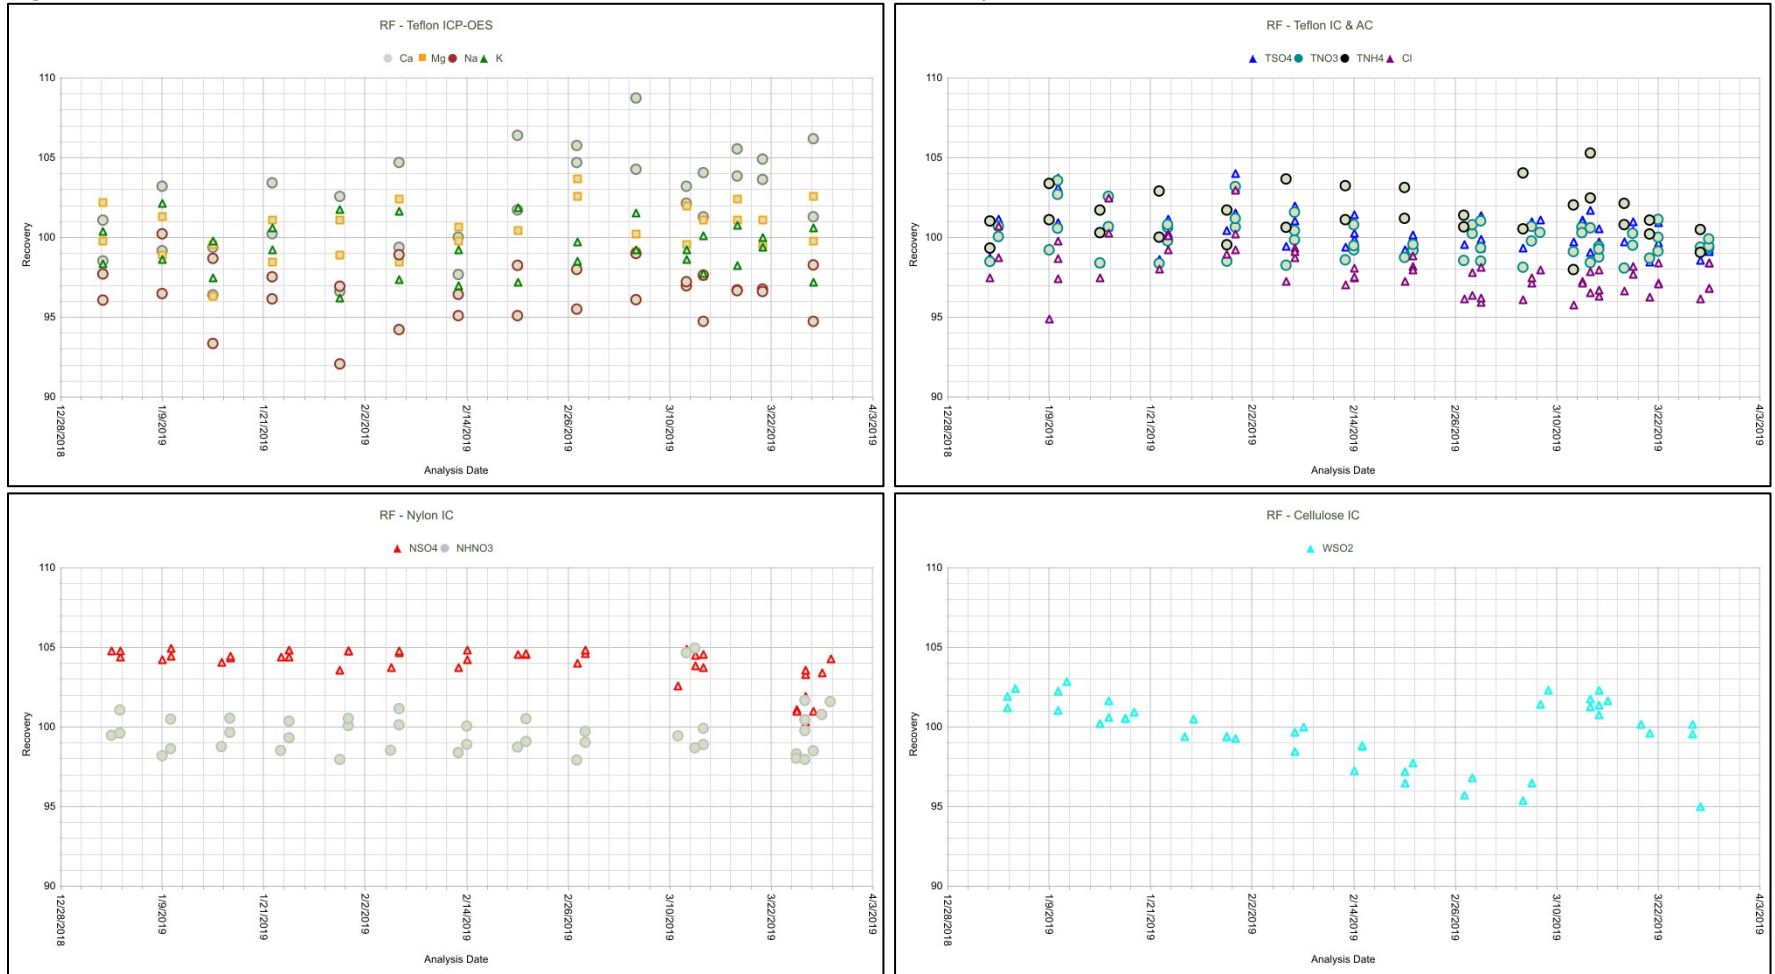 RF - Teflon ICP-OES
Ca Mg Na K
110
105
100
95
90
Recovery
12/28/2018 1/9/2019 1/21/2019 2/2/2019 2/14/2019 2/26/2019 3/10/2019 3/22/2019 4/3/2019
Analysis Date
RF - Teflon IC & AC
TSO4 TNO3 TNH4 Cl
110
105
100
95
90
Recovery
12/28/2018 1/9/2019 1/21/2019 2/2/2019 2/14/2019 2/26/2019 3/10/2019 3/22/2019 4/3/2019
Analysis Date
RF - Nylon IC
NSO4 NHNO3
110
105
100
95
90
Recovery
12/28/2018 1/9/2019 1/21/2019 2/2/2019 2/14/2019 2/26/2019 3/10/2019 3/22/2019 4/3/2019
Analysis Date
RF - Cellulose IC
WSO2
110
105
100
95
90
Recovery
12/28/2018 1/9/2019 1/21/2019 2/2/2019 2/14/2019 2/26/2019 3/10/2019 3/22/2019 4/3/2019
Analysis Date